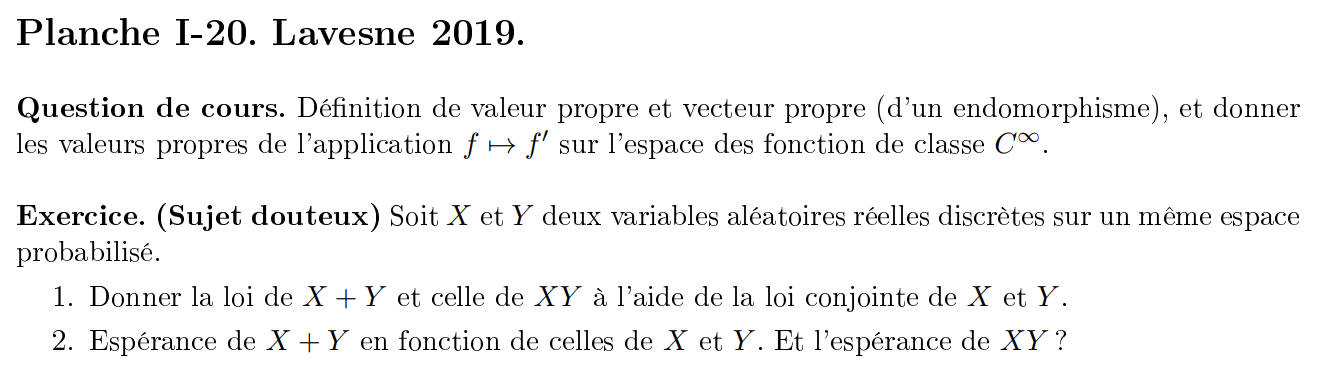 Planche I-20. Lavesne 2019.
Question de cours. Définition de valeur propre et vecteur propre (d'un endomorphisme), et donner
les valeurs propres de l'application f ↦ f′ sur l'espace des fonction de classe C^∞.
Exercice. (Sujet douteux) Soit X et Y deux variables aléatoires réelles discrètes sur un même espace
probabilisé.
1. Donner la loi de X + Y et celle de XY à l'aide de la loi conjointe de X et Y.
2. Espérance de X + Y en fonction de celles de X et Y. Et l'espérance de XY ?